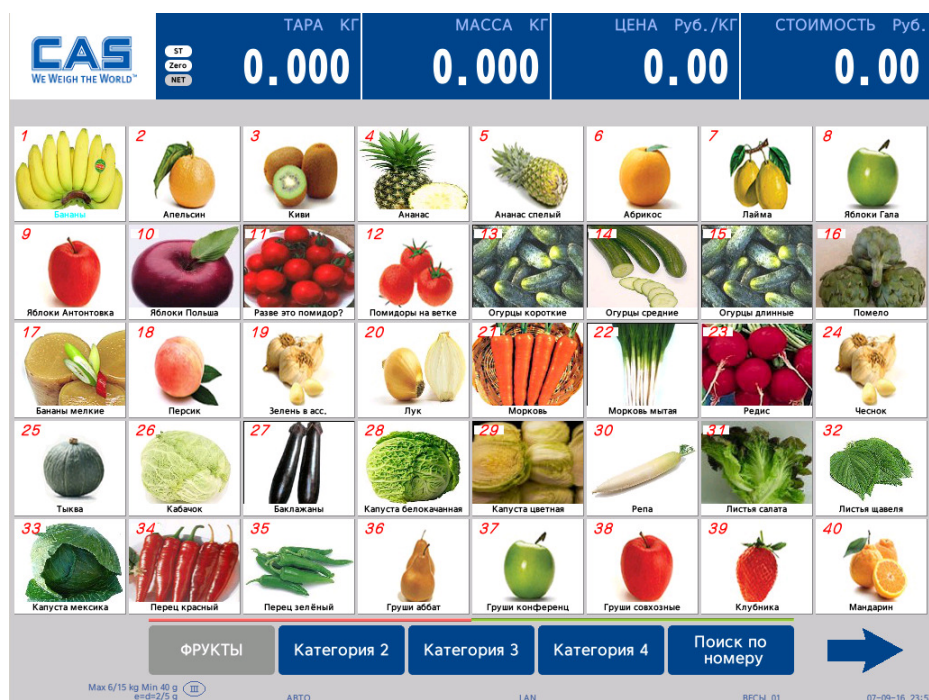 CAS
WE WEIGH THE WORLD™
ST
Zero
NET
ТАРА КГ
0.000
МАССА КГ
0.000
ЦЕНА Руб./КГ
0.00
СТОИМОСТЬ Руб.
0.00
1
Бананы
2
Апельсин
3
Киви
4
Ананас
5
Ананас спелый
6
Абрикос
7
Лайма
8
Яблоки Гала
9
Яблоки Антонтовка
10
Яблоки Польша
11
Разве это помидор?
12
Помидоры на ветке
13
Огурцы короткие
14
Огурцы средние
15
Огурцы длинные
16
Помело
17
Бананы мелкие
18
Персик
19
Зелень в асс.
20
Лук
21
Морковь
22
Морковь мытая
23
Редис
24
Чеснок
25
Тыква
26
Кабачок
27
Баклажаны
28
Капуста белокачанная
29
Капуста цветная
30
Репа
31
Листья салата
32
Листья щавеля
33
Капуста мексика
34
Перец красный
35
Перец зелёный
36
Груши аббат
37
Груши конференц
38
Груши совхозные
39
Клубника
40
Мандарин
ФРУКТЫ
Категория 2
Категория 3
Категория 4
Поиск по
номеру
Max 6/15 kg Min 40 g
e=d=2/5 g
III
АВТО
LAN
ВЕСЫ 01
07-09-16 23:5